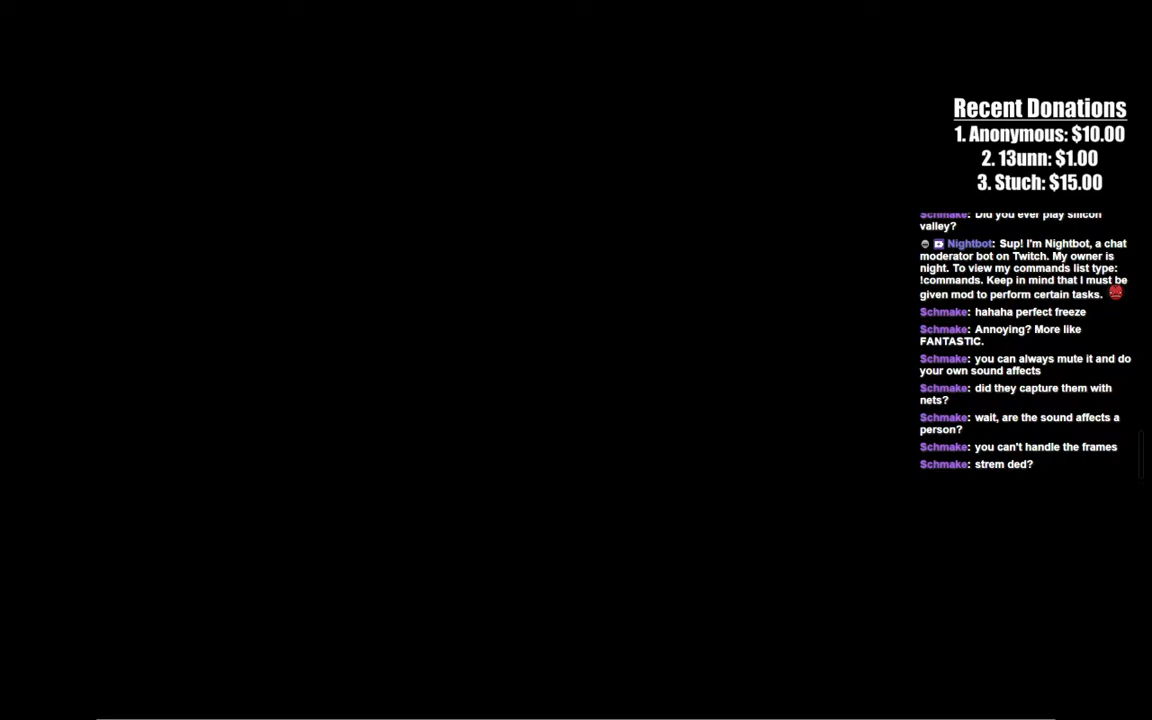 Recent Donations
1. Anonymous: $10.00
2. 13unn: $1.00
3. Stuch: $15.00
Schmake: Did you ever play silicon
valley?
Nightbot: Sup! I'm Nightbot, a chat
moderator bot on Twitch. My owner is
night. To view my commands list type:
!commands. Keep in mind that I must be
given mod to perform certain tasks.
Schmake: hahaha perfect freeze
Schmake: Annoying? More like
FANTASTIC.
Schmake: you can always mute it and do
your own sound affects
Schmake: did they capture them with
nets?
Schmake: wait, are the sound affects a
person?
Schmake: you can't handle the frames
Schmake: strem ded?